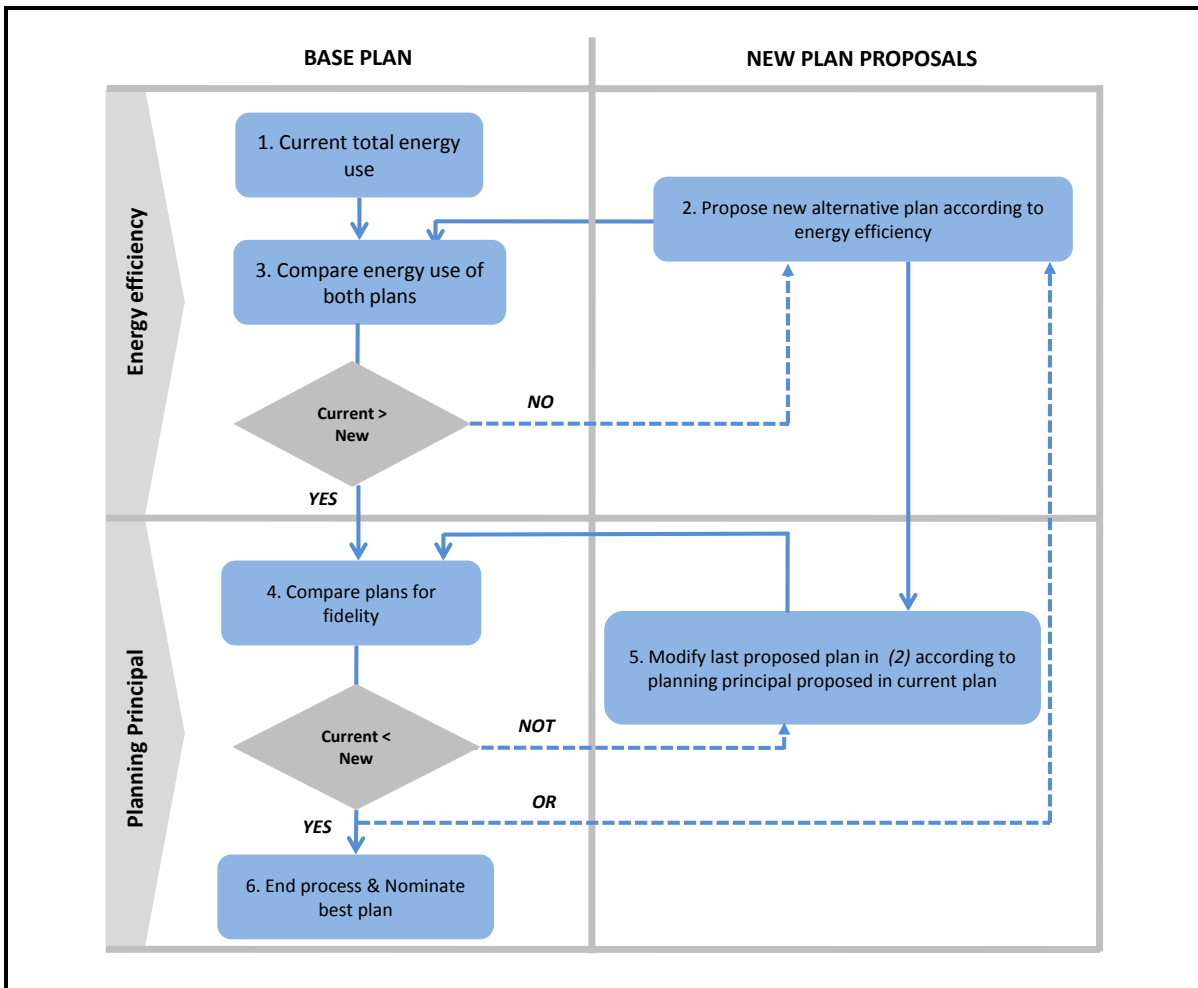 BASE PLAN
NEW PLAN PROPOSALS
Energy efficiency
1. Current total energy
use
2. Propose new alternative plan according to
energy efficiency
3. Compare energy use of
both plans
Current >
New
NO
YES
Planning Principal
4. Compare plans for
fidelity
5. Modify last proposed plan in (2) according to
planning principal proposed in current plan
Current <
New
NOT
OR
YES
6. End process & Nominate
best plan